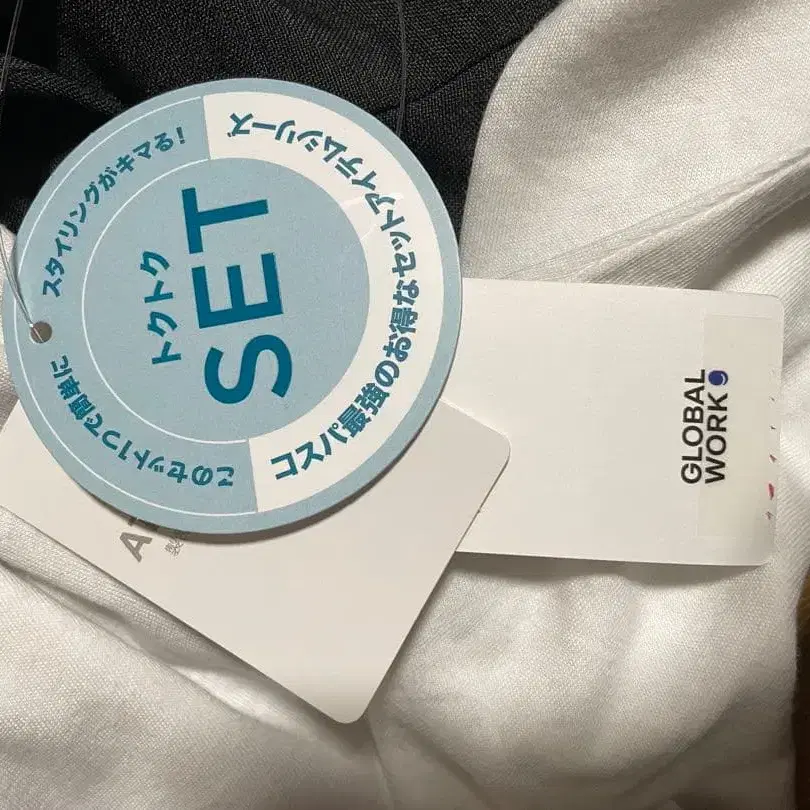 このセット1つで簡単に
スタイリングがキマる!
トクトク
SET
コスパ最強のお得なセットアイテムシリーズ
GLOBAL
WORK